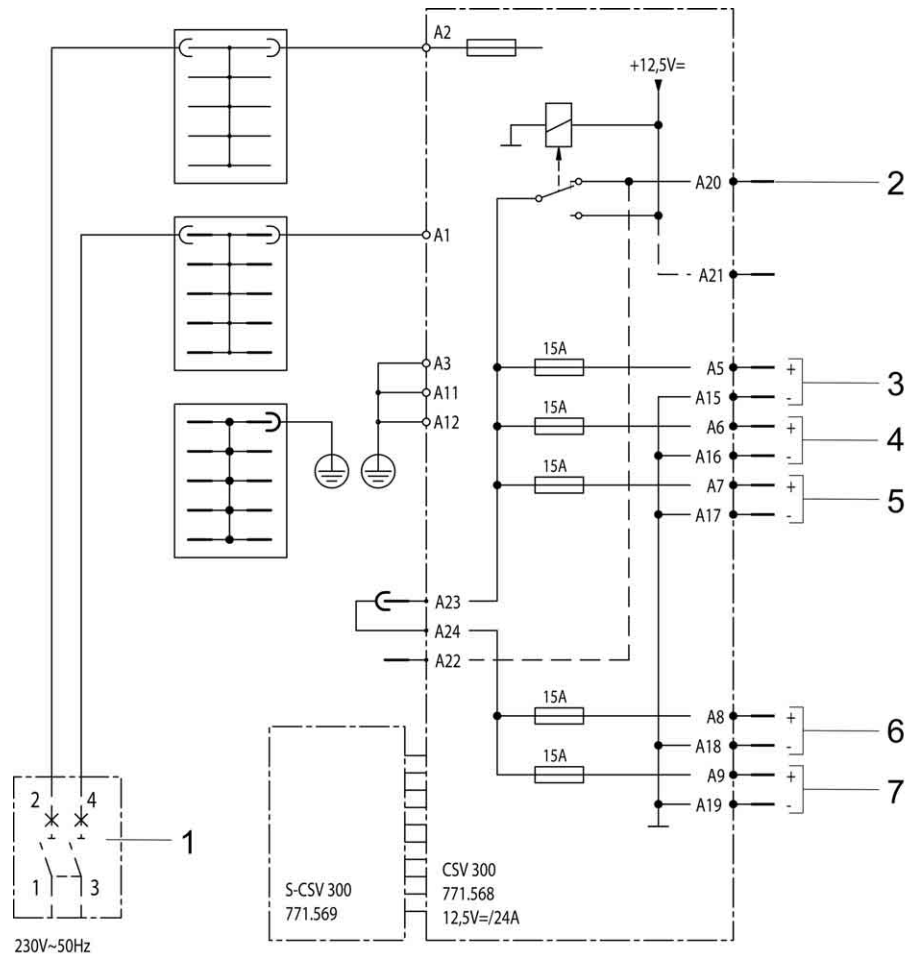 A2
+12,5V=
A20
2
A1
A21
15A
A3
A5
+
3
A11
A15
-
15A
A12
A6
+
4
A16
-
15A
A7
+
5
A17
-
A23
A24
A22
15A
A8
+
6
A18
-
15A
A9
+
7
A19
-
2
4
1
1
3
S-CSV 300
771.569
CSV 300
771.568
12,5V=/24A
230V~50Hz